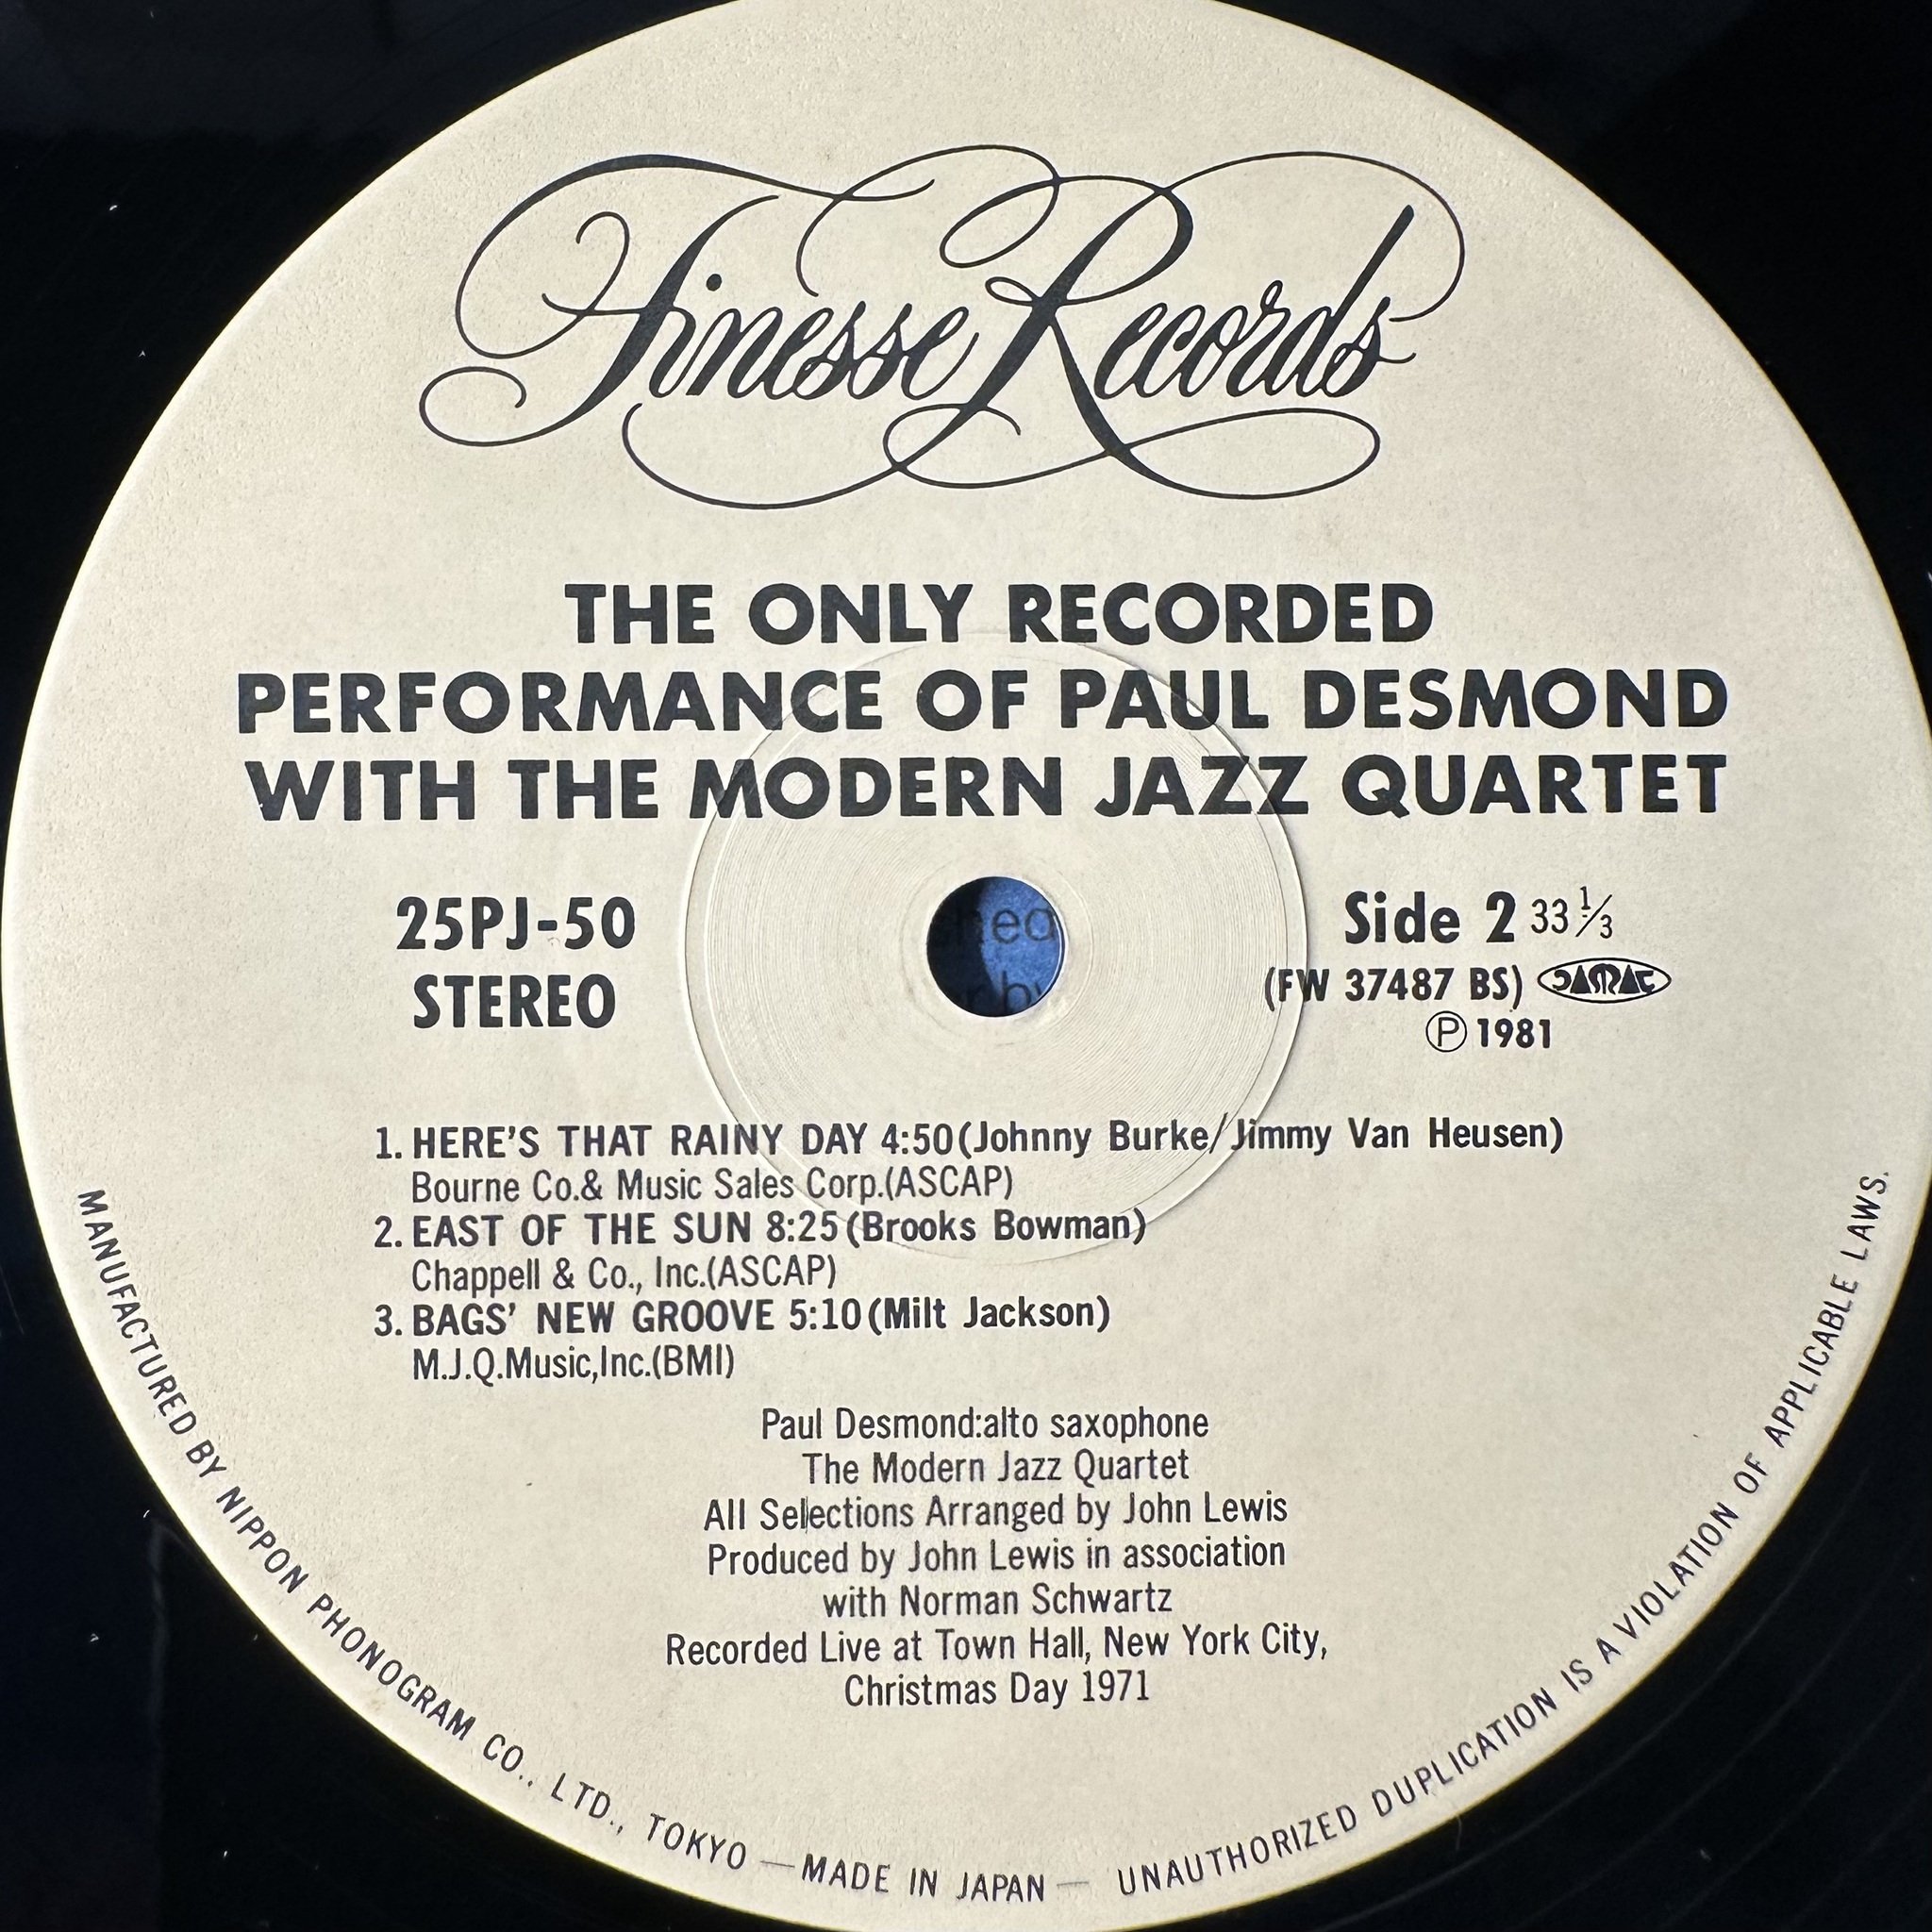 Finesse Records
THE ONLY RECORDED
PERFORMANCE OF PAUL DESMOND
WITH THE MODERN JAZZ QUARTET
25PJ-50
STEREO
Side 2 33 1/3
(FW 37487 BS) JASRAC
Ⓟ 1981
1. HERE'S THAT RAINY DAY 4:50 (Johnny Burke/Jimmy Van Heusen)
Bourne Co.& Music Sales Corp.(ASCAP)
2. EAST OF THE SUN 8:25 (Brooks Bowman)
Chappell & Co., Inc.(ASCAP)
3. BAGS' NEW GROOVE 5:10 (Milt Jackson)
M.J.Q.Music,Inc.(BMI)
Paul Desmond:alto saxophone
The Modern Jazz Quartet
All Selections Arranged by John Lewis
Produced by John Lewis in association
with Norman Schwartz
Recorded Live at Town Hall, New York City,
Christmas Day 1971
MANUFACTURED BY NIPPON PHONOGRAM CO., LTD., TOKYO —MADE IN JAPAN— UNAUTHORIZED DUPLICATION IS A VIOLATION OF APPLICABLE LAWS.